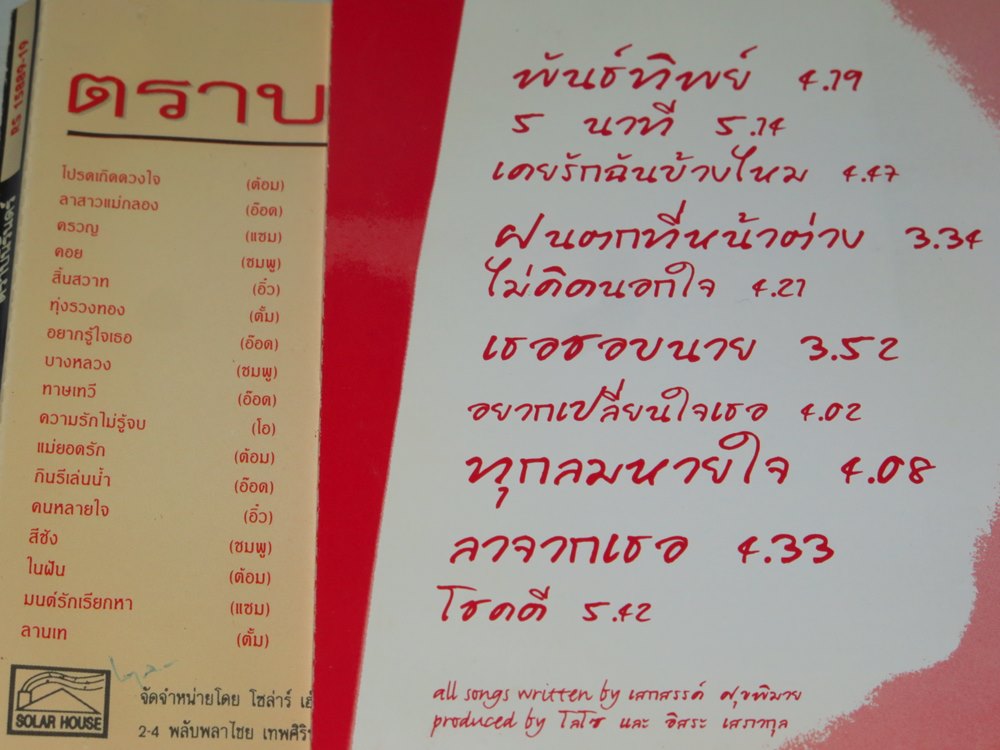 RS 15889-19
ตราบ
โปรดเกิดดวงใจ (ต้อม)
ลาสาวแม่กลอง (อ๊อด)
ครวญ (แซม)
คอย (ชมพู)
สิ้นสวาท (อิ๋ว)
ทุ่งรวงทอง (ตั้ม)
อยากรู้ใจเธอ (อ๊อด)
บางหลวง (ชมพู)
ทาษเทวี (อ๊อด)
ความรักไม่รู้จบ (โอ)
แม่ยอดรัก (ต้อม)
กินรีเล่นน้ำ (อ๊อด)
คนหลายใจ (อิ๋ว)
สีชัง (ชมพู)
ในฝัน (ต้อม)
มนต์รักเรียกหา (แซม)
ลานเท (ตั้ม)
SOLAR HOUSE
จัดจำหน่ายโดย โซล่าร์
2-4 พลับพลาไชย เทพศิริ
พันธ์ทิพย์ 4.19
5 นาที 5.14
เคยรักฉันบ้างไหม 4.47
ฝนตกที่หน้าต่าง 3.34
ไม่คิดนอกใจ 4.21
เธอชอบนาย 3.52
อยากเปลี่ยนใจเธอ 4.02
ทุกลมหายใจ 4.08
ลาจากเธอ 4.33
โชคดี 5.42
all songs written by เสกสรรค์ ศุขพิมาย
produced by โลโซ และ อิสระ เสภากุล